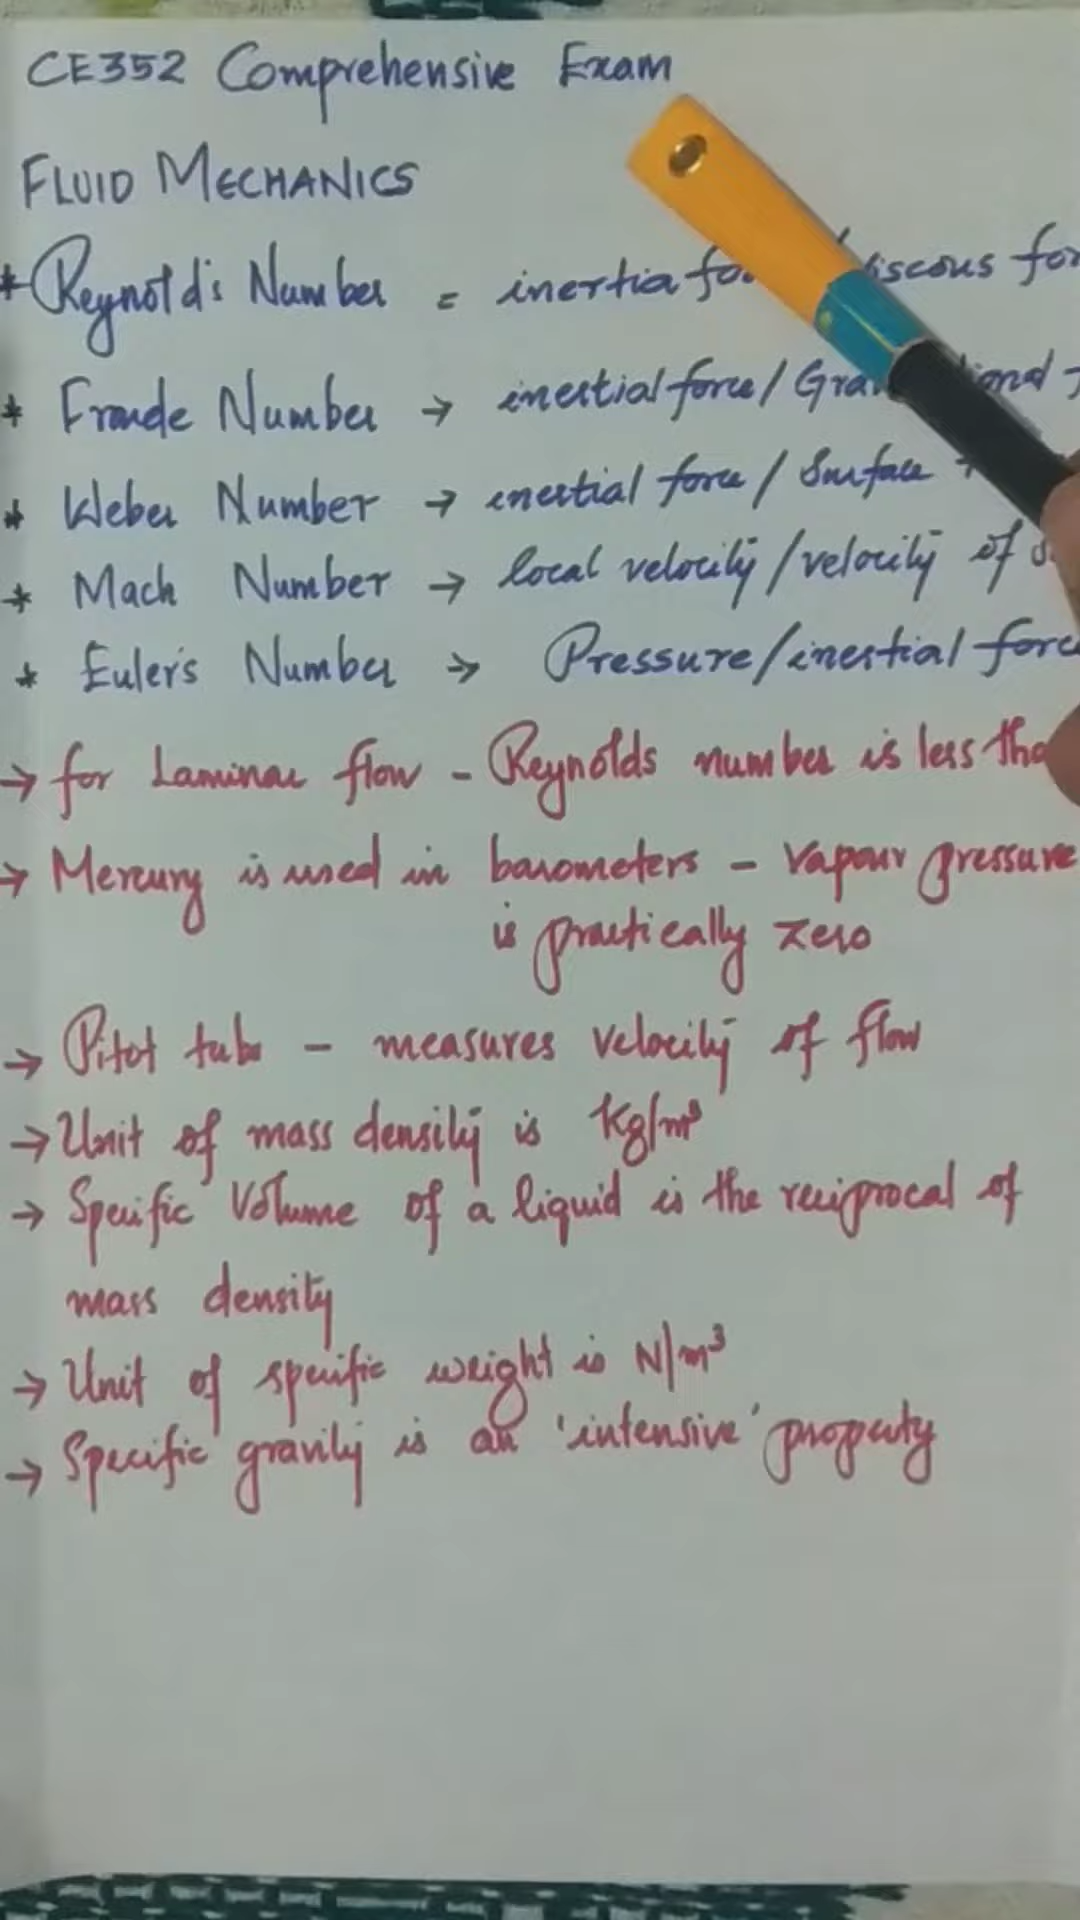 CE352 Comprehensive Exam
FLUID MECHANICS
* Reynold's Number = inertia viscous
* Froude Number → inertial force/
* Weber Number → inertial force / Surface
* Mach Number → local velocity/velocity of
* Euler's Number → Pressure/inertial force
→ for Laminar flow - Reynolds number is less
→ Mercury is used in barometers - vapour pressure
is practically zero
→ Pitot tube - measures velocity of flow
→ Unit of mass density is Kg/m³
→ Specific Volume of a liquid is the reciprocal of
mass density
→ Unit of specific weight is N/m³
→ Specific gravity is an 'intensive' property